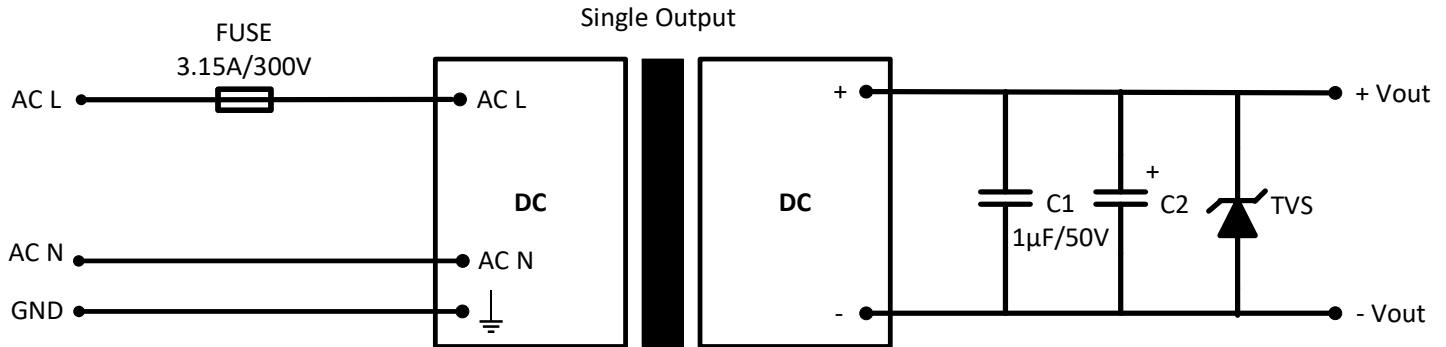 Single Output
FUSE
3.15A/300V
AC L
AC L
+
+ Vout
DC
DC
+
C1
C2
TVS
1µF/50V
AC N
AC N
GND
-
- Vout